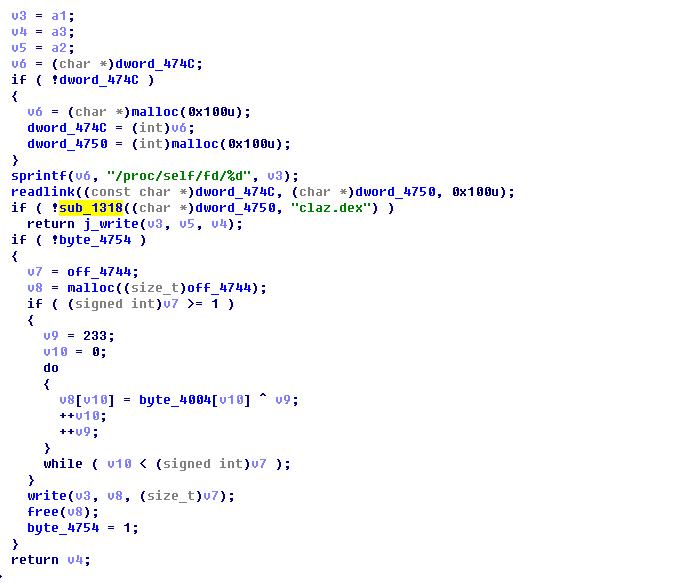 v3 = a1;
v4 = a3;
v5 = a2;
v6 = (char *)dword_474C;
if ( !dword_474C )
{
v6 = (char *)malloc(0x100u);
dword_474C = (int)v6;
dword_4750 = (int)malloc(0x100u);
}
sprintf(v6, "/proc/self/fd/%d", v3);
readlink((const char *)dword_474C, (char *)dword_4750, 0x100u);
if ( !sub_1318((char *)dword_4750, "claz.dex") )
return j_write(v3, v5, v4);
if ( !byte_4754 )
{
v7 = off_4744;
v8 = malloc((size_t)off_4744);
if ( (signed int)v7 >= 1 )
{
v9 = 233;
v10 = 0;
do
{
v8[v10] = byte_4004[v10] ^ v9;
++v10;
++v9;
}
while ( v10 < (signed int)v7 );
}
write(v3, v8, (size_t)v7);
free(v8);
byte_4754 = 1;
}
return v4;